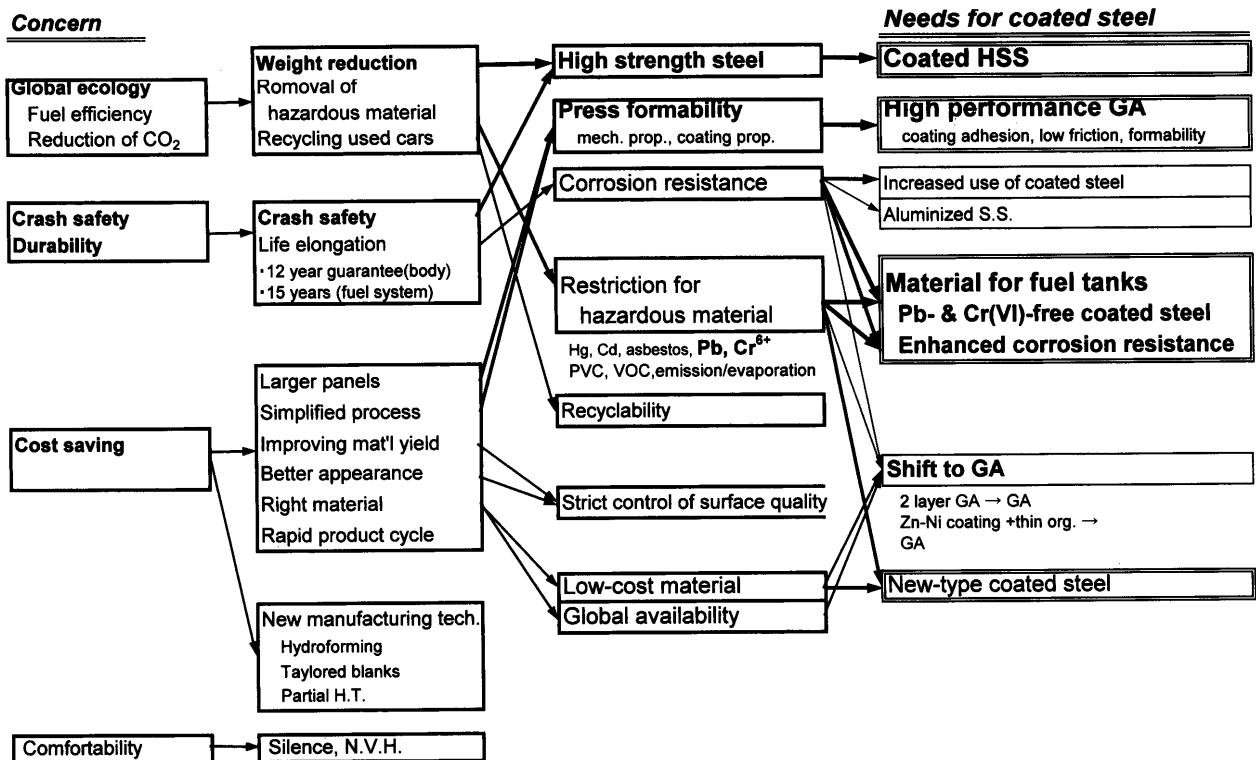 Concern
Needs for coated steel
Global ecology
Fuel efficiency
Reduction of CO₂
Weight reduction
Romoval of
hazardous material
Recycling used cars
High strength steel
Coated HSS
Press formability
mech. prop., coating prop.
High performance GA
coating adhesion, low friction, formability
Corrosion resistance
Increased use of coated steel
Aluminized S.S.
Crash safety
Durability
Crash safety
Life elongation
・12 year guarantee(body)
・15 years (fuel system)
Restriction for
hazardous material
Hg, Cd, asbestos, Pb, Cr⁶⁺
PVC, VOC,emission/evaporation
Material for fuel tanks
Pb- & Cr(VI)-free coated steel
Enhanced corrosion resistance
Recyclability
Cost saving
Larger panels
Simplified process
Improving mat'l yield
Better appearance
Right material
Rapid product cycle
Strict control of surface quality
Shift to GA
2 layer GA → GA
Zn-Ni coating +thin org. →
GA
Low-cost material
Global availability
New-type coated steel
New manufacturing tech.
Hydroforming
Taylored blanks
Partial H.T.
Comfortability
Silence, N.V.H.